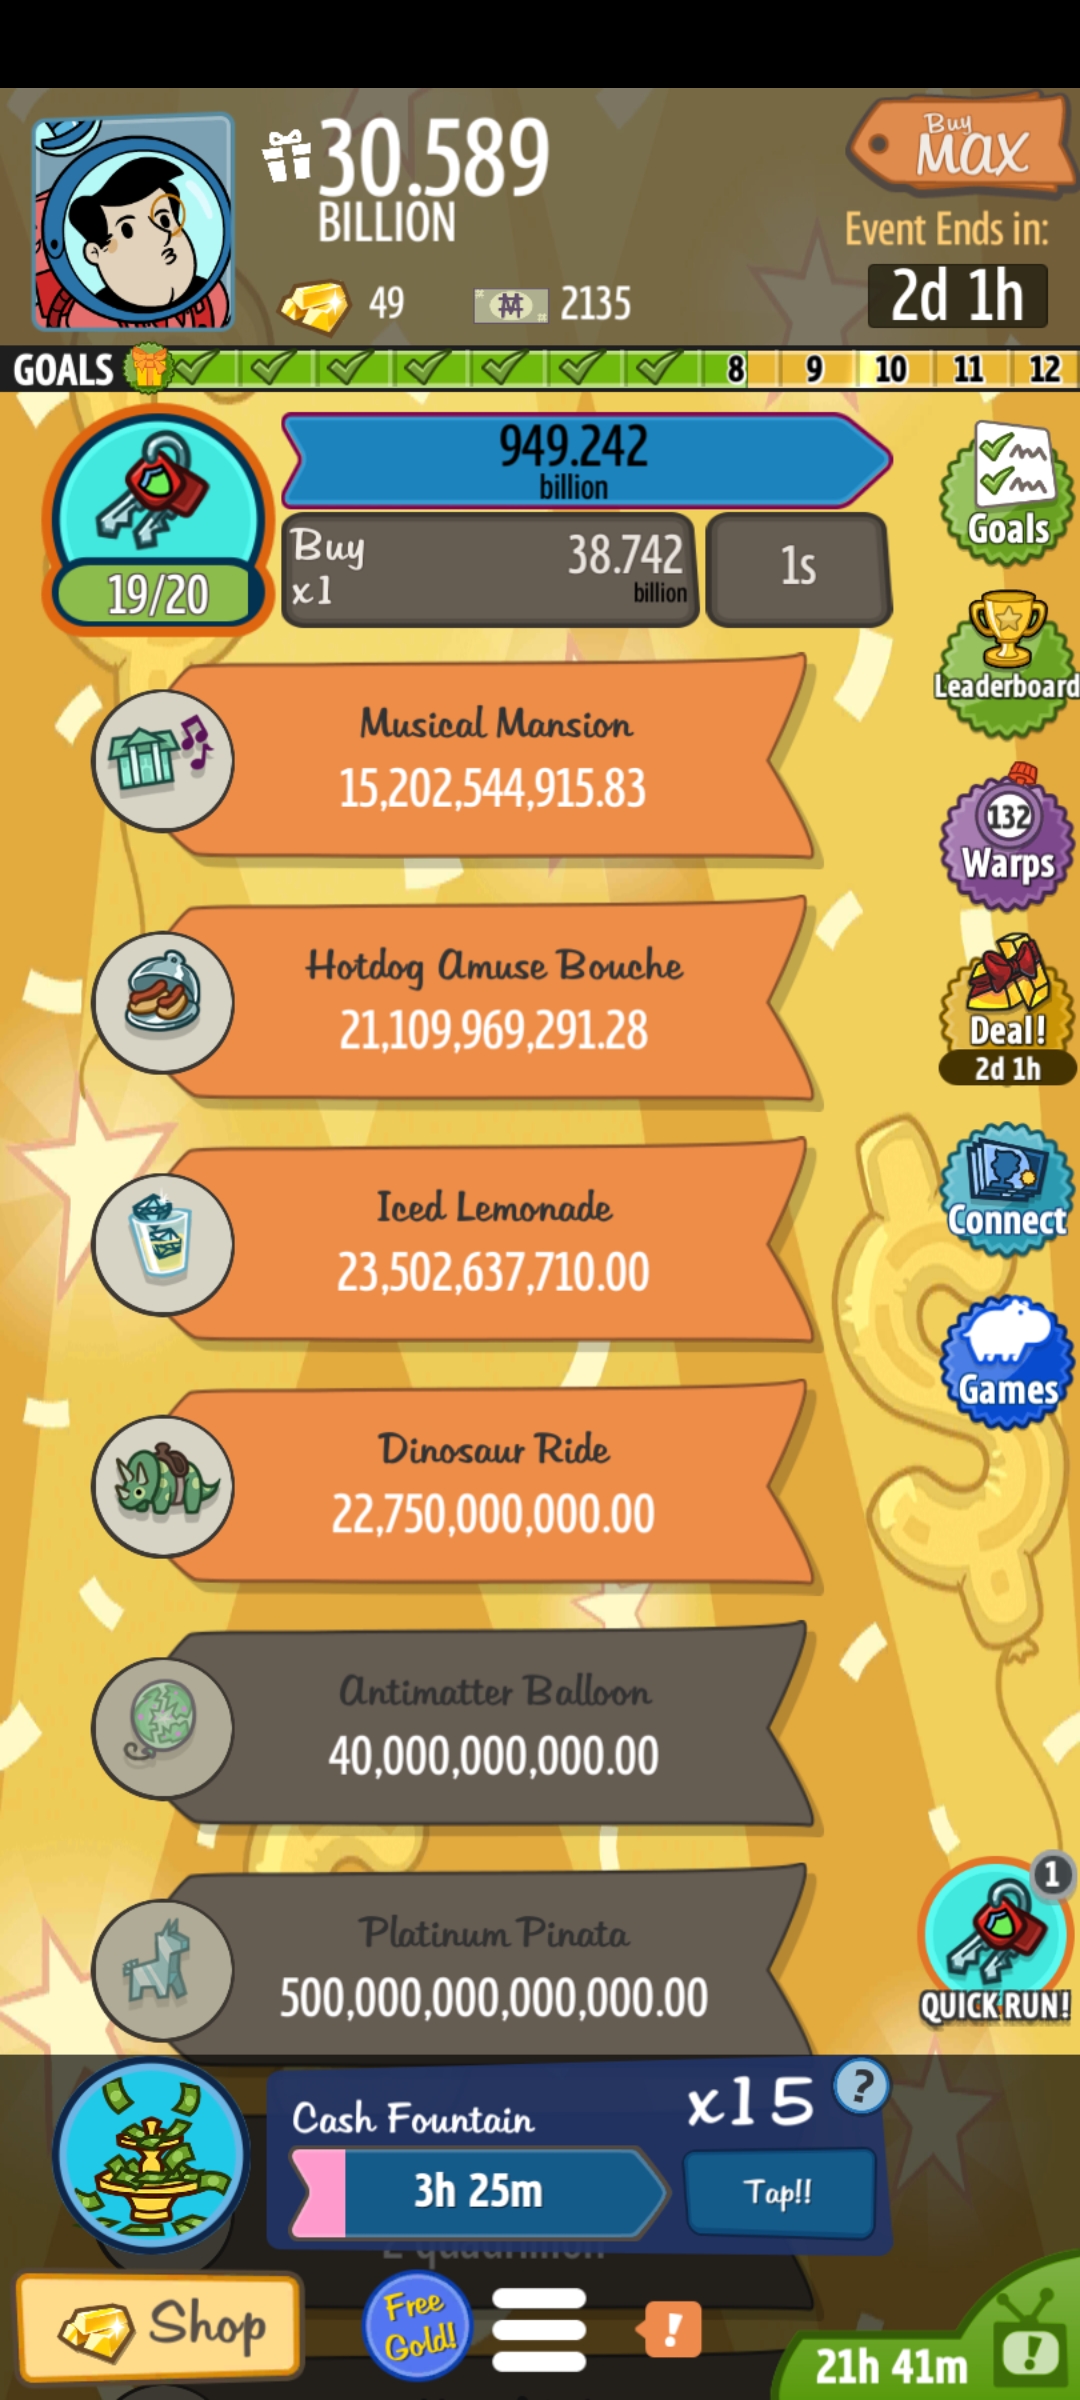 30.589
BILLION
Buy
MAX
Event Ends in:
2d 1h
49
2135
GOALS
8
9
10
11
12
949.242
billion
19/20
Buy
x1
38.742
billion
1s
Goals
Leaderboard
Musical Mansion
15,202,544,915.83
132
Warps
Hotdog Amuse Bouche
21,109,969,291.28
Deal!
2d 1h
Iced Lemonade
23,502,637,710.00
Connect
Games
Dinosaur Ride
22,750,000,000.00
Antimatter Balloon
40,000,000,000.00
Platinum Pinata
500,000,000,000,000.00
1
QUICK RUN!
Cash Fountain
x15
?
3h 25m
Tap!!
2 quadrillion
Shop
Free
Gold!
!
21h 41m
!